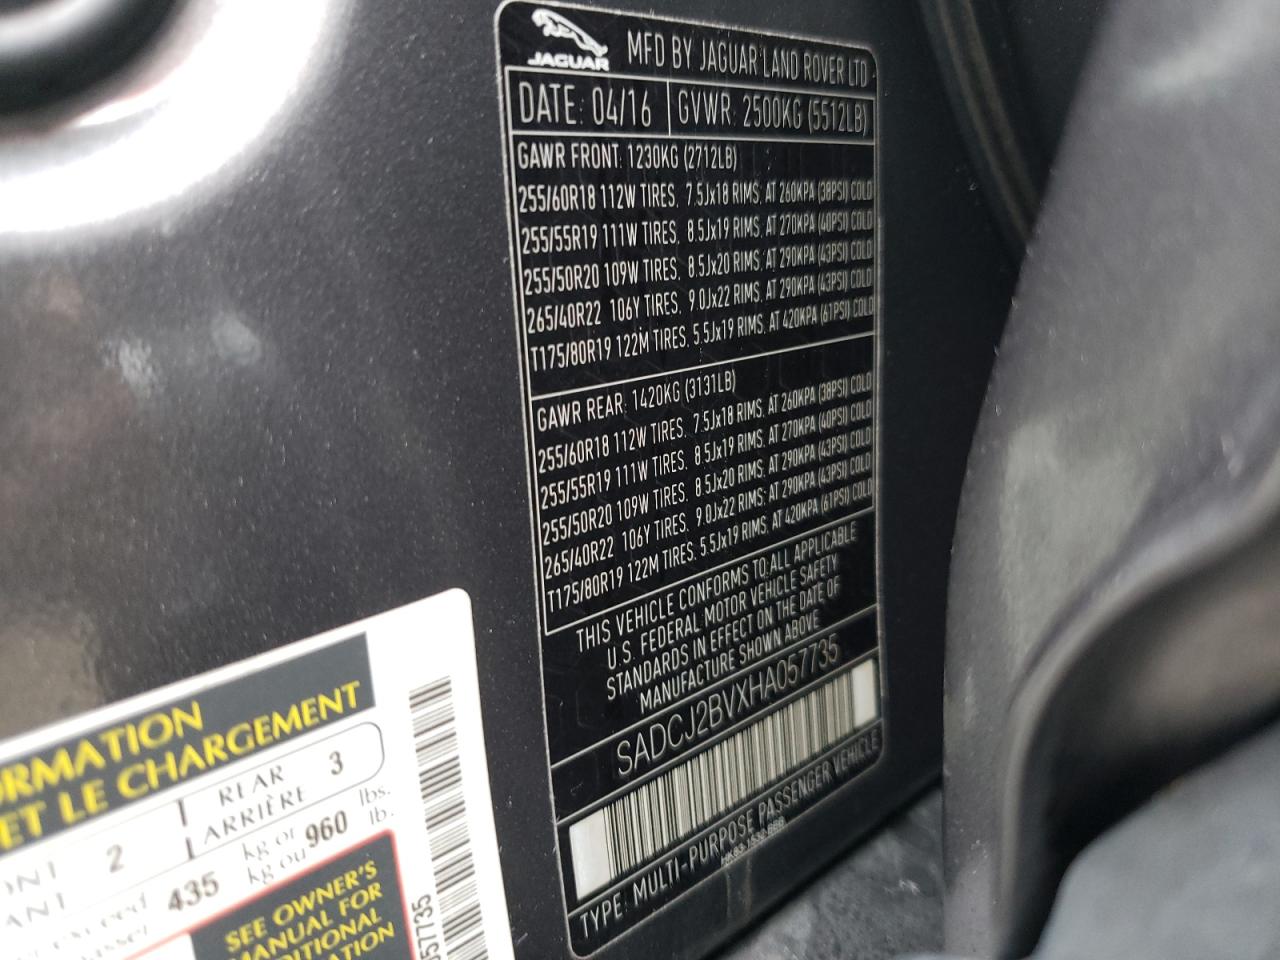 JAGUAR
MFD BY JAGUAR LAND ROVER LTD
DATE: 04/16 GVWR: 2500KG (5512LB)
GAWR FRONT: 1230KG (2712LB)
255/60R18 112W TIRES, 7.5Jx18 RIMS, AT 260KPA (38PSI) COLD
255/55R19 111W TIRES, 8.5Jx19 RIMS, AT 270KPA (40PSI) COLD
255/50R20 109W TIRES, 8.5Jx20 RIMS, AT 290KPA (43PSI) COLD
265/40R22 106Y TIRES, 9.0Jx22 RIMS, AT 290KPA (43PSI) COLD
T175/80R19 122M TIRES, 5.5Jx19 RIMS, AT 420KPA (61PSI) COLD
GAWR REAR: 1420KG (3131LB)
255/60R18 112W TIRES, 7.5Jx18 RIMS, AT 260KPA (38PSI) COLD
255/55R19 111W TIRES, 8.5Jx19 RIMS, AT 270KPA (40PSI) COLD
255/50R20 109W TIRES, 8.5Jx20 RIMS, AT 290KPA (43PSI) COLD
265/40R22 106Y TIRES, 9.0Jx22 RIMS, AT 290KPA (43PSI) COLD
T175/80R19 122M TIRES, 5.5Jx19 RIMS, AT 420KPA (61PSI) COLD
THIS VEHICLE CONFORMS TO ALL APPLICABLE
U.S. FEDERAL MOTOR VEHICLE SAFETY
STANDARDS IN EFFECT ON THE DATE OF
MANUFACTURE SHOWN ABOVE
SADCJ2BVXHA057735
TYPE: MULTI-PURPOSE PASSENGER VEHICLE
ORMATION
ET LE CHARGEMENT
2 REAR 3
ARRIÈRE
exceed 435 kg or 960 lbs.
kg ou lb.
SEE OWNER'S
MANUAL FOR
DITIONAL
RMATION
057735